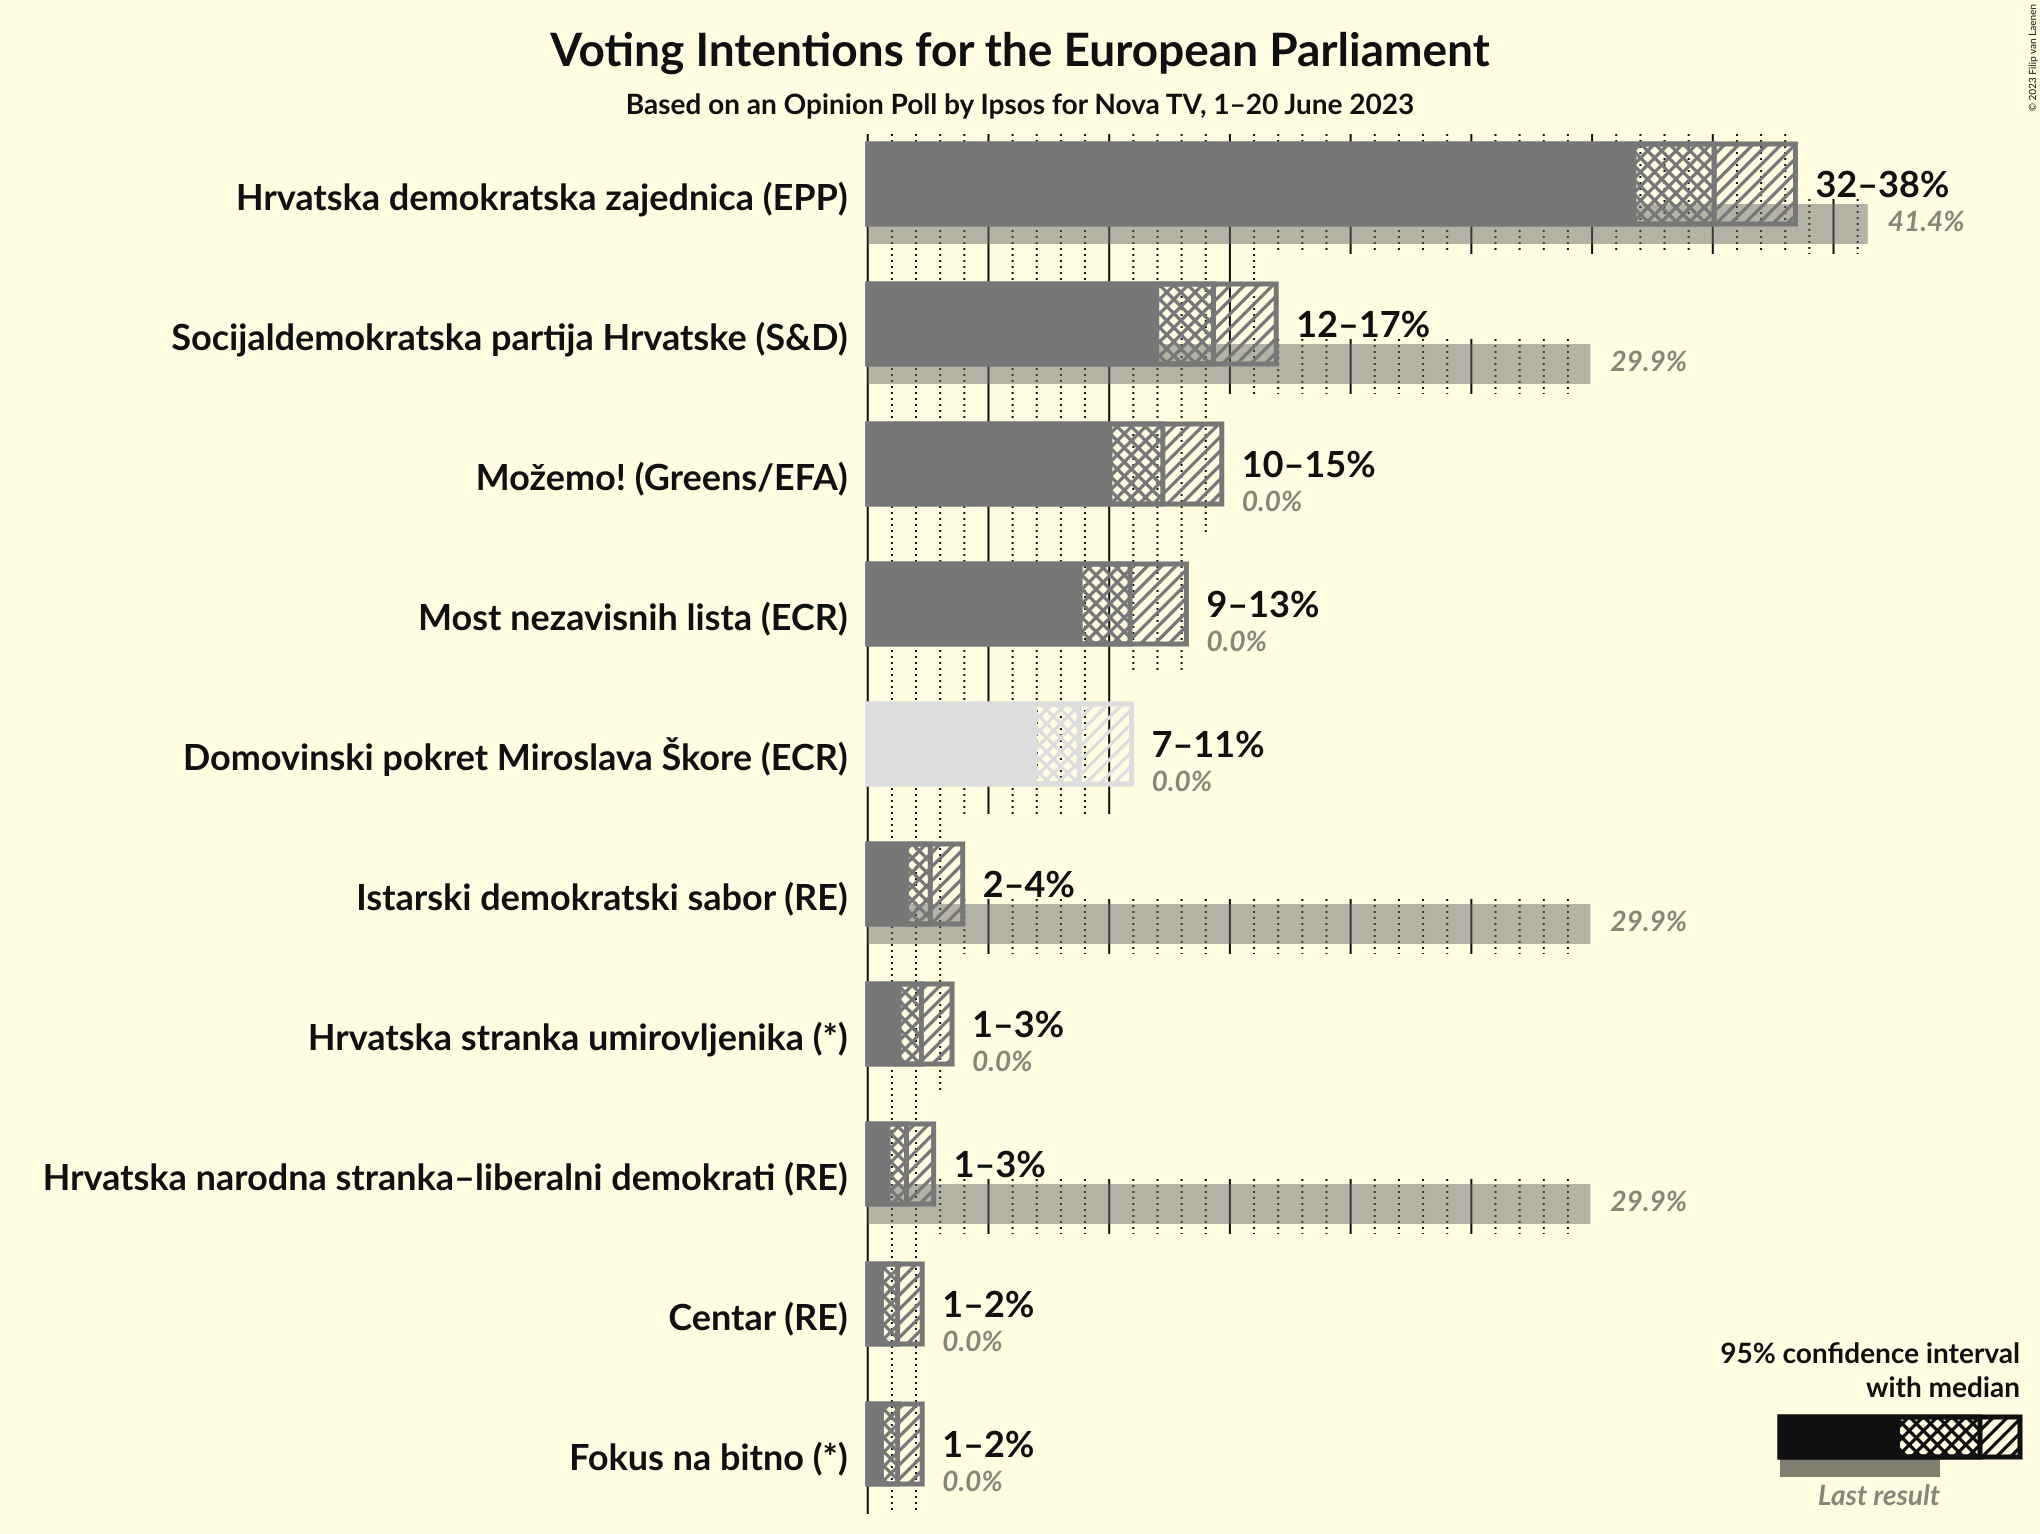 Voting Intentions for the European Parliament
Based on an Opinion Poll by Ipsos for Nova TV, 1–20 June 2023
© 2023 Filip van Laenen
Hrvatska demokratska zajednica (EPP)
32–38%
41.4%
Socijaldemokratska partija Hrvatske (S&D)
12–17%
29.9%
Možemo! (Greens/EFA)
10–15%
0.0%
Most nezavisnih lista (ECR)
9–13%
0.0%
Domovinski pokret Miroslava Škore (ECR)
7–11%
0.0%
Istarski demokratski sabor (RE)
2–4%
29.9%
Hrvatska stranka umirovljenika (*)
1–3%
0.0%
Hrvatska narodna stranka–liberalni demokrati (RE)
1–3%
29.9%
Centar (RE)
1–2%
0.0%
Fokus na bitno (*)
1–2%
0.0%
95% confidence interval
with median
Last result